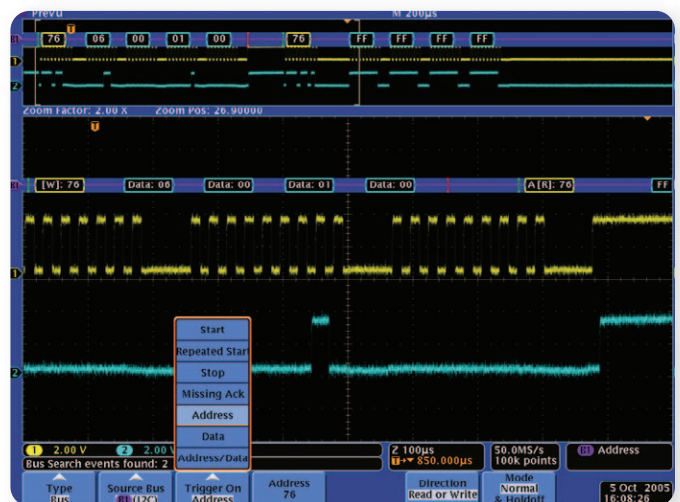 PreVu M 200µs
T
B1 76 06 00 01 00 76 FF FF FF FF
1
2
Zoom Factor: 2.00 X Zoom Pos: 26.90000
T
B1 [W]: 76 Data: 06 Data: 00 Data: 01 Data: 00 A [R]: 76 FF
1
2
Start
Repeated Start
Stop
Missing Ack
Address
Data
Address/Data
1 2.00 V 2 2.00 V Z 100µs 50.0MS/s B1 Address
T→▼ 850.000µs 100k points
Bus Search events found: 2
Type Source Bus Trigger On Address Direction Mode
Bus B1 (I2C) Address 76 Read or Write Normal
& Holdoff
5 Oct 2005
16:08:26